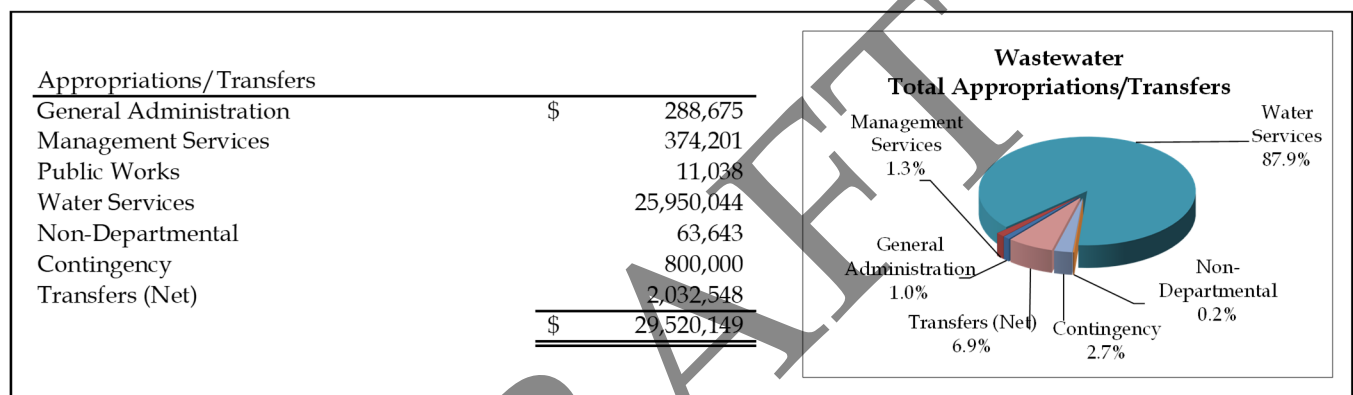 Appropriations/Transfers
General Administration $ 288,675
Management Services 374,201
Public Works 11,038
Water Services 25,950,044
Non-Departmental 63,643
Contingency 800,000
Transfers (Net) 2,032,548
$ 29,520,149
Wastewater
Total Appropriations/Transfers
Water
Services
87.9%
Management
Services
1.3%
General
Administration
1.0%
Transfers (Net)
6.9%
Contingency
2.7%
Non-
Departmental
0.2%
DRAFT